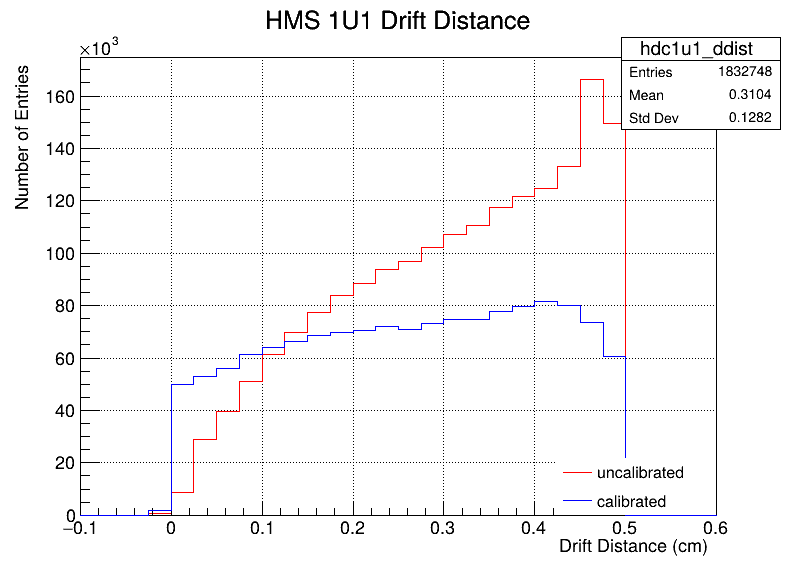 HMS 1U1 Drift Distance
×10³
hdc1u1_ddist
Entries 1832748
Mean 0.3104
Std Dev 0.1282
Number of Entries
160
140
120
100
80
60
40
20
0
uncalibrated
calibrated
−0.1 0 0.1 0.2 0.3 0.4 0.5 0.6
Drift Distance (cm)